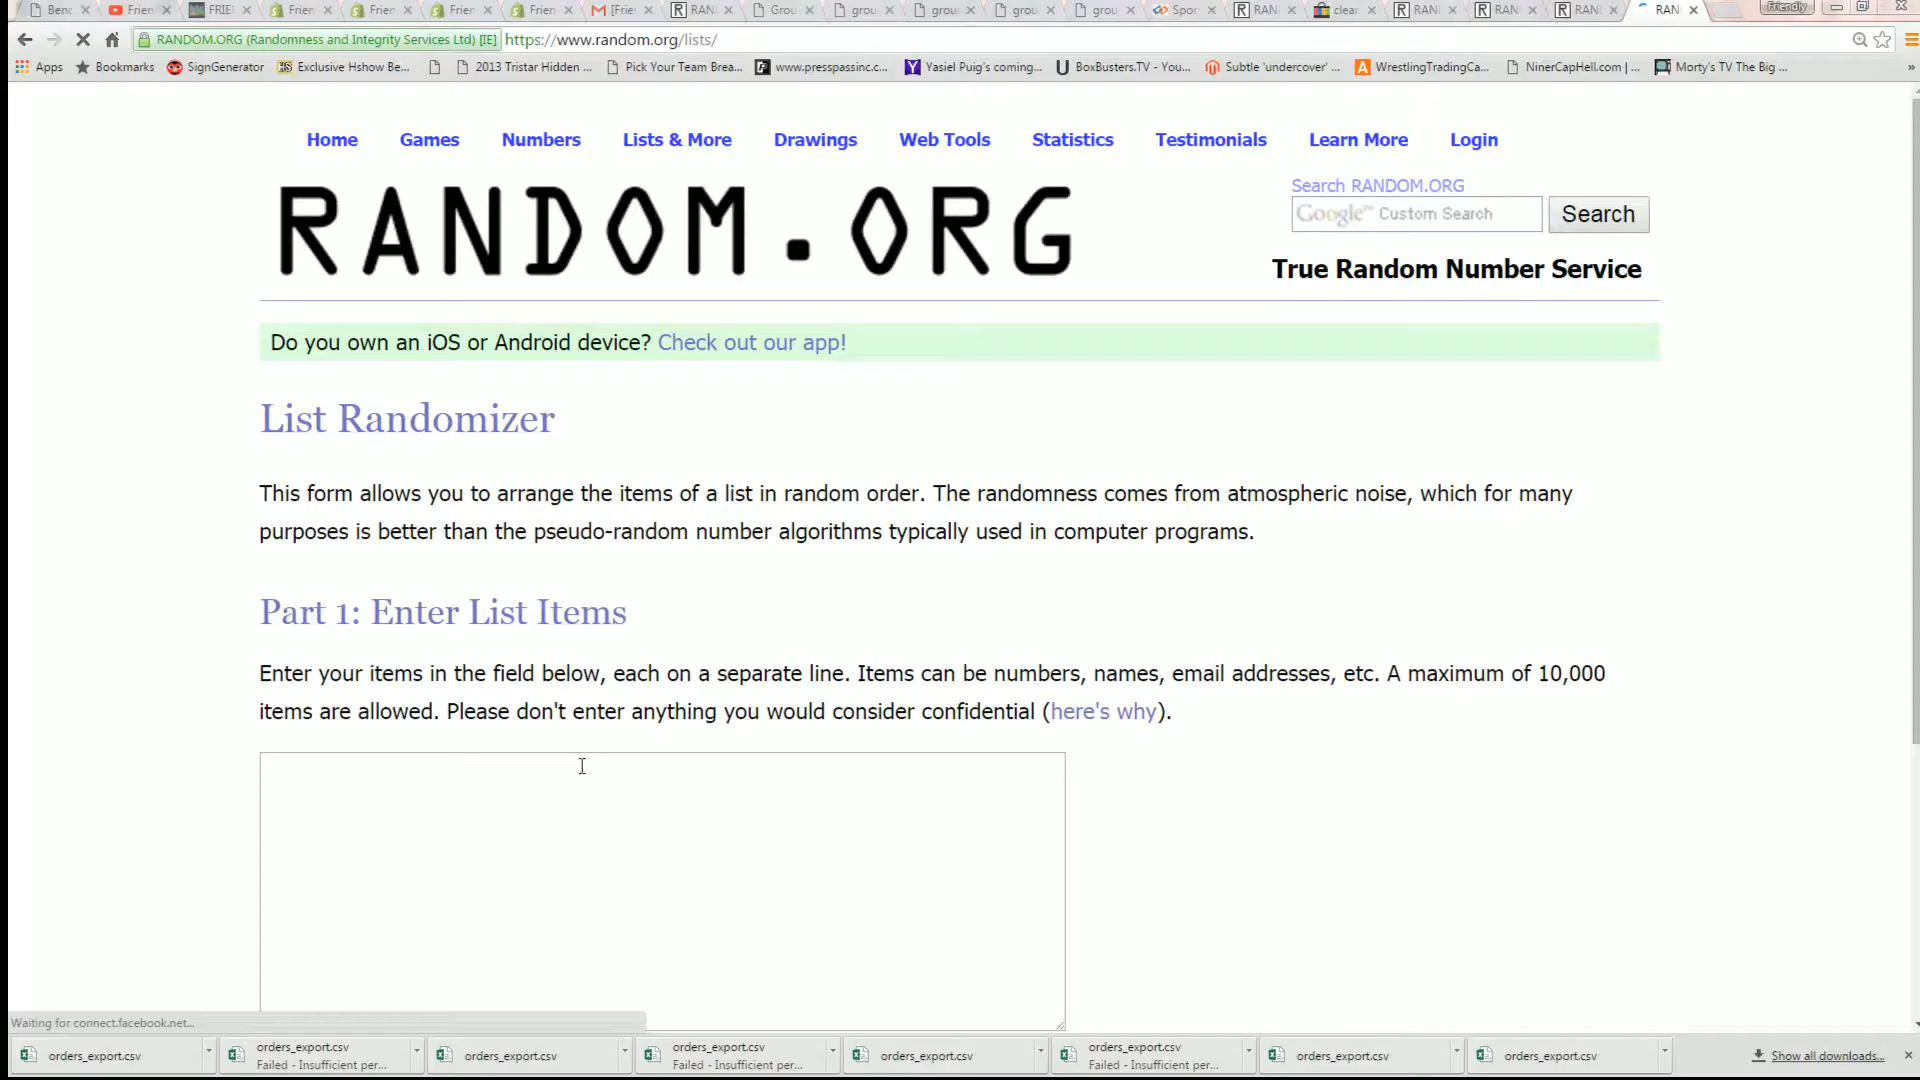 Benc
Frien
FRIE
Frien
Frien
Frien
Frien
[Frie
RAN
Grou
grou
grou
grou
grou
Spor
RAN
clear
RAN
RAN
RAN
RAN
Friendly
RANDOM.ORG (Randomness and Integrity Services Ltd) [IE] https://www.random.org/lists/
Apps Bookmarks SignGenerator Exclusive Hshow Be... 2013 Tristar Hidden ... Pick Your Team Brea... www.presspassinc.c... Yasiel Puig's coming... BoxBusters.TV - You... Subtle 'undercover' ... WrestlingTradingCa... NinerCapHell.com | ... Morty's TV The Big ... »
Home Games Numbers Lists & More Drawings Web Tools Statistics Testimonials Learn More Login
RANDOM.ORG
Search RANDOM.ORG
Google™ Custom Search Search
True Random Number Service
Do you own an iOS or Android device? Check out our app!
List Randomizer
This form allows you to arrange the items of a list in random order. The randomness comes from atmospheric noise, which for many
purposes is better than the pseudo-random number algorithms typically used in computer programs.
Part 1: Enter List Items
Enter your items in the field below, each on a separate line. Items can be numbers, names, email addresses, etc. A maximum of 10,000
items are allowed. Please don't enter anything you would consider confidential (here's why).
Waiting for connect.facebook.net...
orders_export.csv
orders_export.csv
Failed - Insufficient per...
orders_export.csv
orders_export.csv
Failed - Insufficient per...
orders_export.csv
orders_export.csv
Failed - Insufficient per...
orders_export.csv
orders_export.csv
Show all downloads...